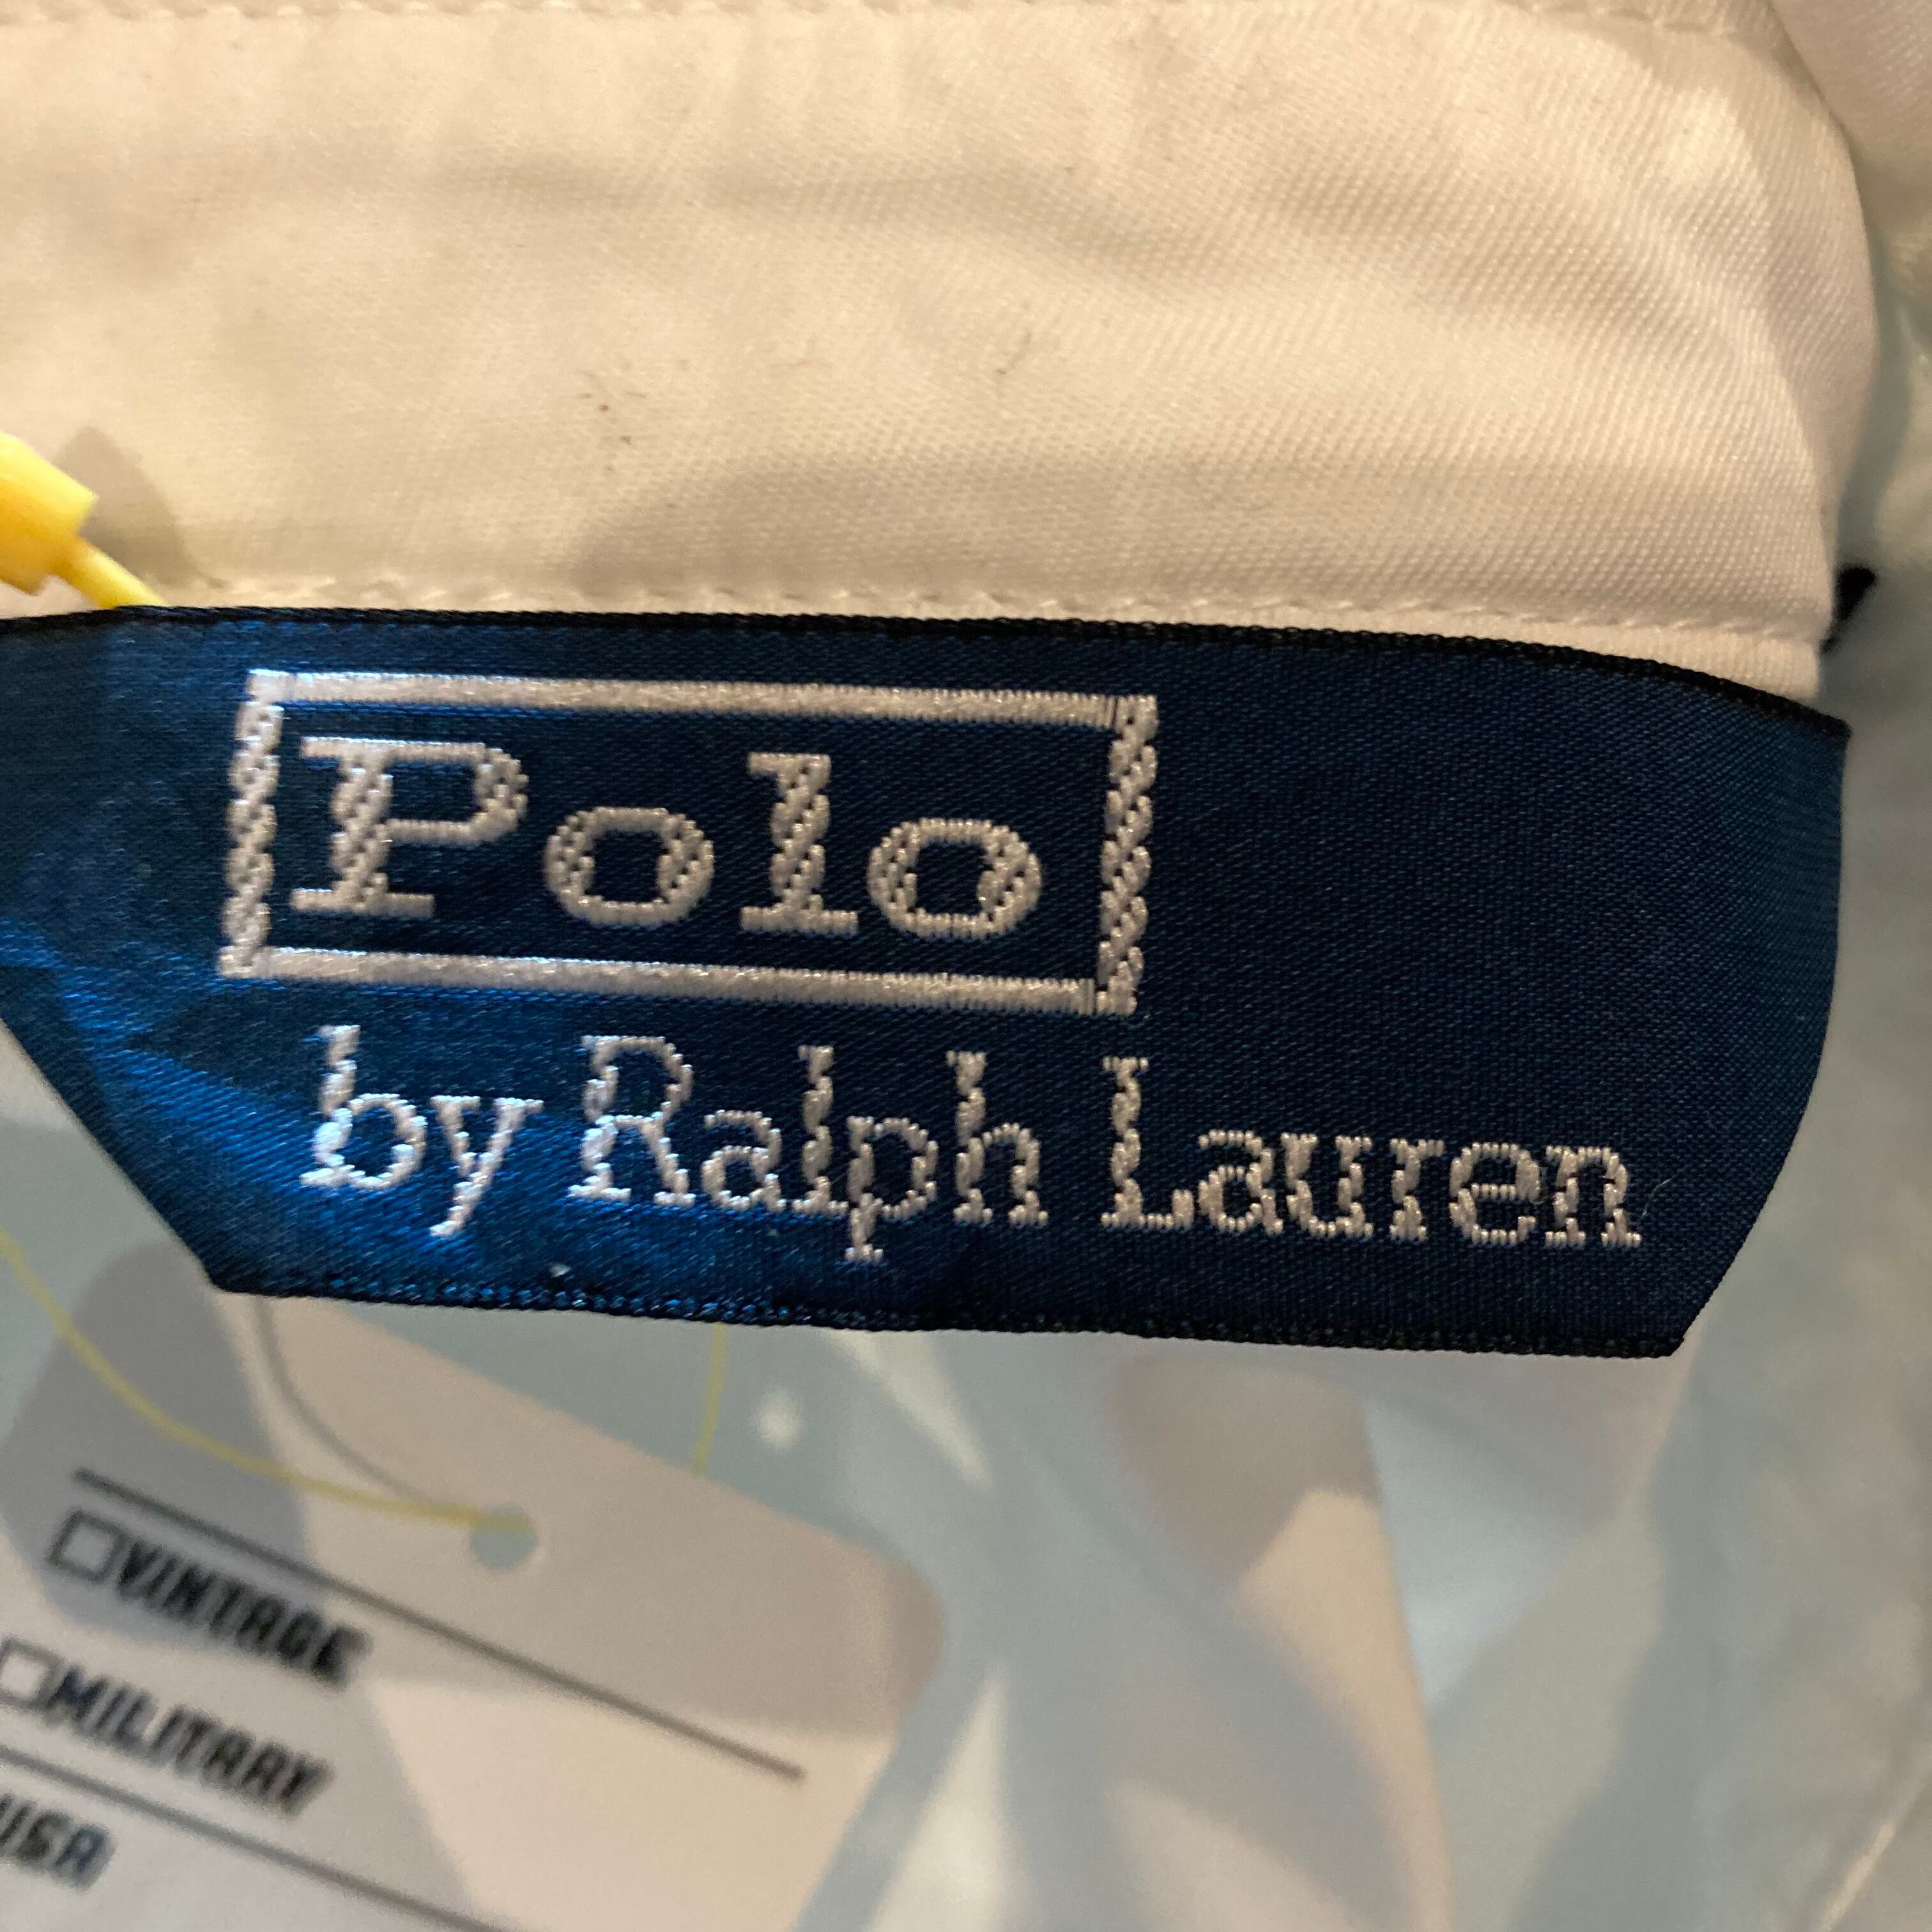 Polo
by Ralph Lauren
VINTAGE
MILITARY
USA